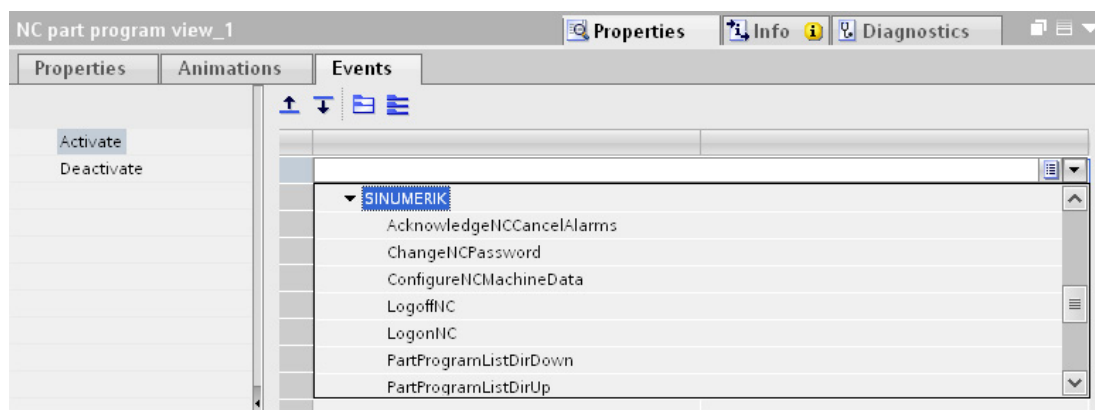 NC part program view_1 Properties Info Diagnostics
Properties Animations Events
Activate
Deactivate
SINUMERIK
AcknowledgeNCCancelAlarms
ChangeNCPassword
ConfigureNCMachineData
LogoffNC
LogonNC
PartProgramListDirDown
PartProgramListDirUp